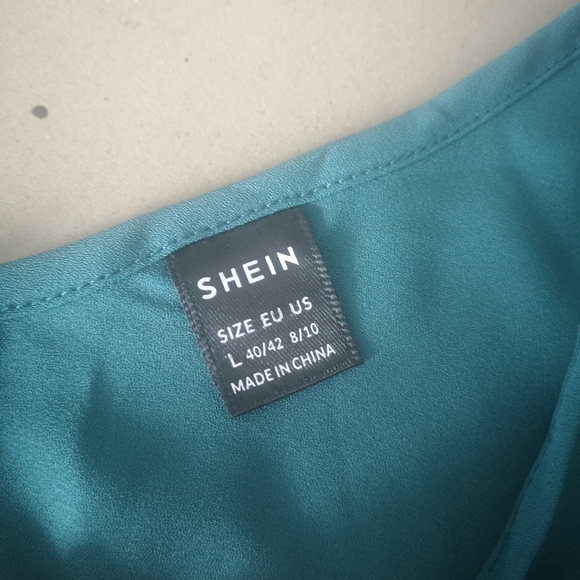 SHEIN
SIZE EU US
L 40/42 8/10
MADE IN CHINA